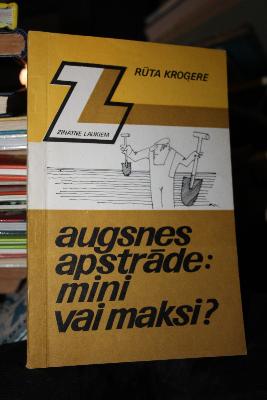 RŪTA KROĢERE
ZINĀTNE LAUKIEM
augsnes
apstrāde:
mini
vai maksi?